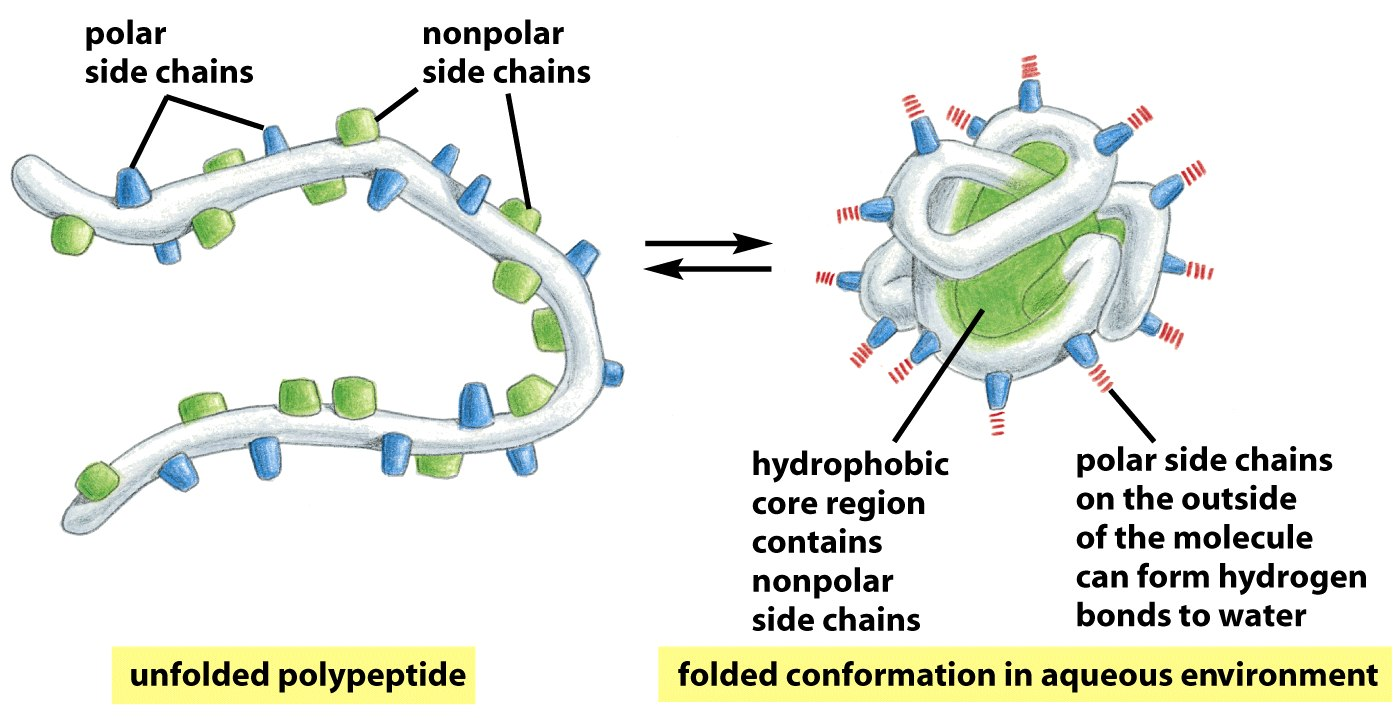 polar
side chains
nonpolar
side chains
hydrophobic
core region
contains
nonpolar
side chains
polar side chains
on the outside
of the molecule
can form hydrogen
bonds to water
unfolded polypeptide
folded conformation in aqueous environment